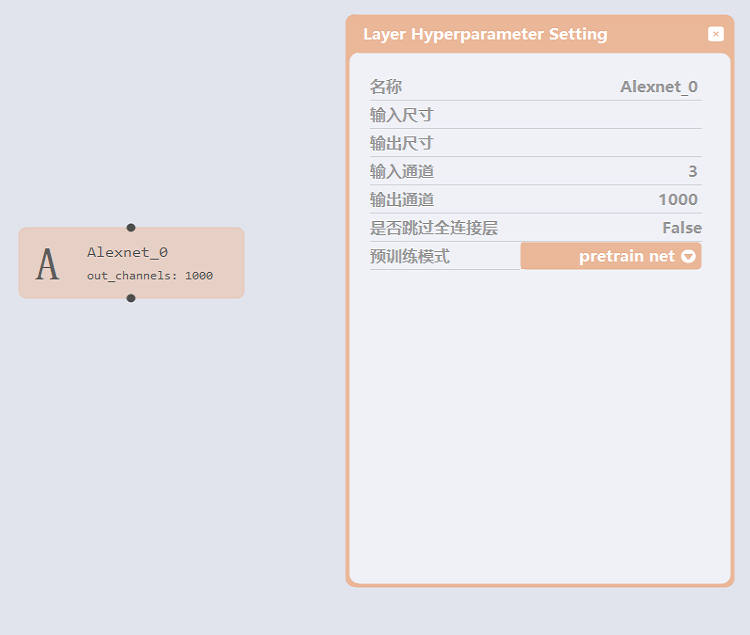 Layer Hyperparameter Setting
名称 Alexnet_0
输入尺寸
输出尺寸
输入通道 3
输出通道 1000
是否跳过全连接层 False
预训练模式 pretrain net
A
Alexnet_0
out_channels: 1000